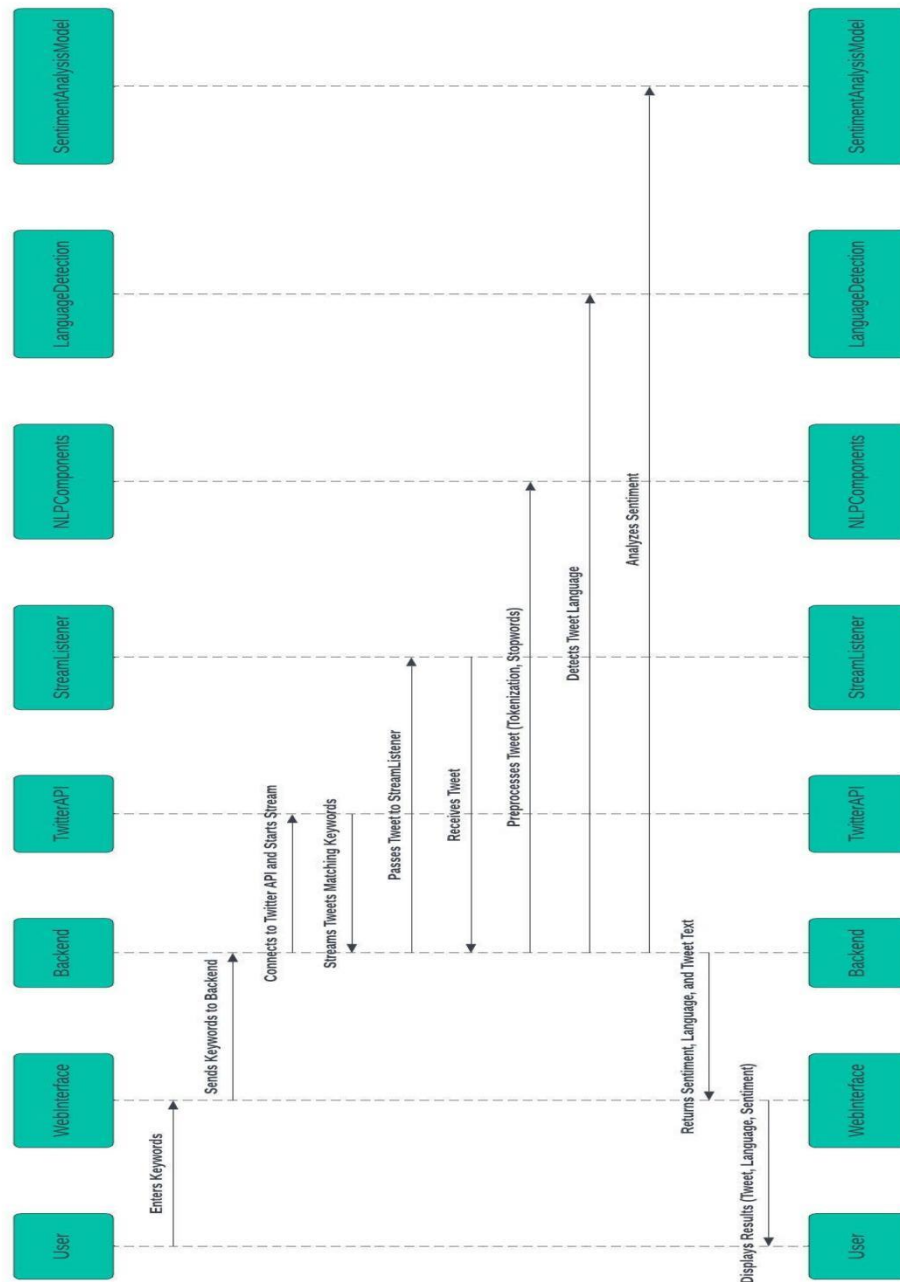 User
WebInterface
Backend
TwitterAPI
StreamListener
NLPComponents
LanguageDetection
SentimentAnalysisModel
Enters Keywords
Sends Keywords to Backend
Connects to Twitter API and Starts Stream
Streams Tweets Matching Keywords
Passes Tweet to StreamListener
Receives Tweet
Preprocesses Tweet (Tokenization, Stopwords)
Detects Tweet Language
Analyzes Sentiment
Returns Sentiment, Language, and Tweet Text
Displays Results (Tweet, Language, Sentiment)
User
WebInterface
Backend
TwitterAPI
StreamListener
NLPComponents
LanguageDetection
SentimentAnalysisModel